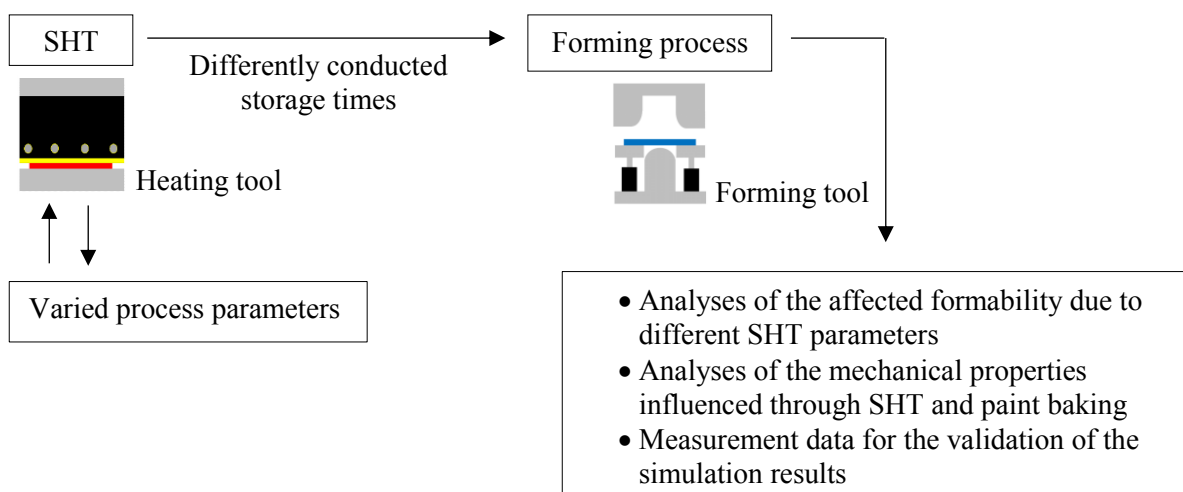 SHT
Differently conducted
storage times
Forming process
Heating tool
Forming tool
Varied process parameters
• Analyses of the affected formability due to
different SHT parameters
• Analyses of the mechanical properties
influenced through SHT and paint baking
• Measurement data for the validation of the
simulation results